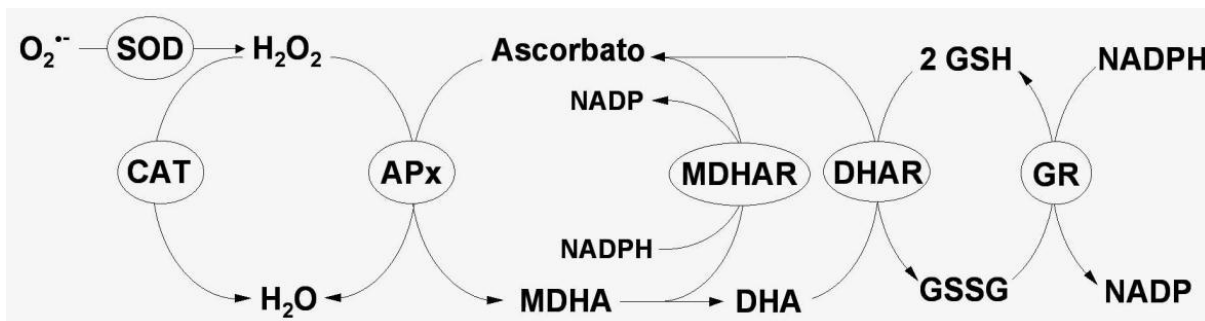 O₂•- SOD H₂O₂ Ascorbato 2 GSH NADPH
NADP
CAT APx MDHAR DHAR GR
NADPH
H₂O MDHA DHA GSSG NADP